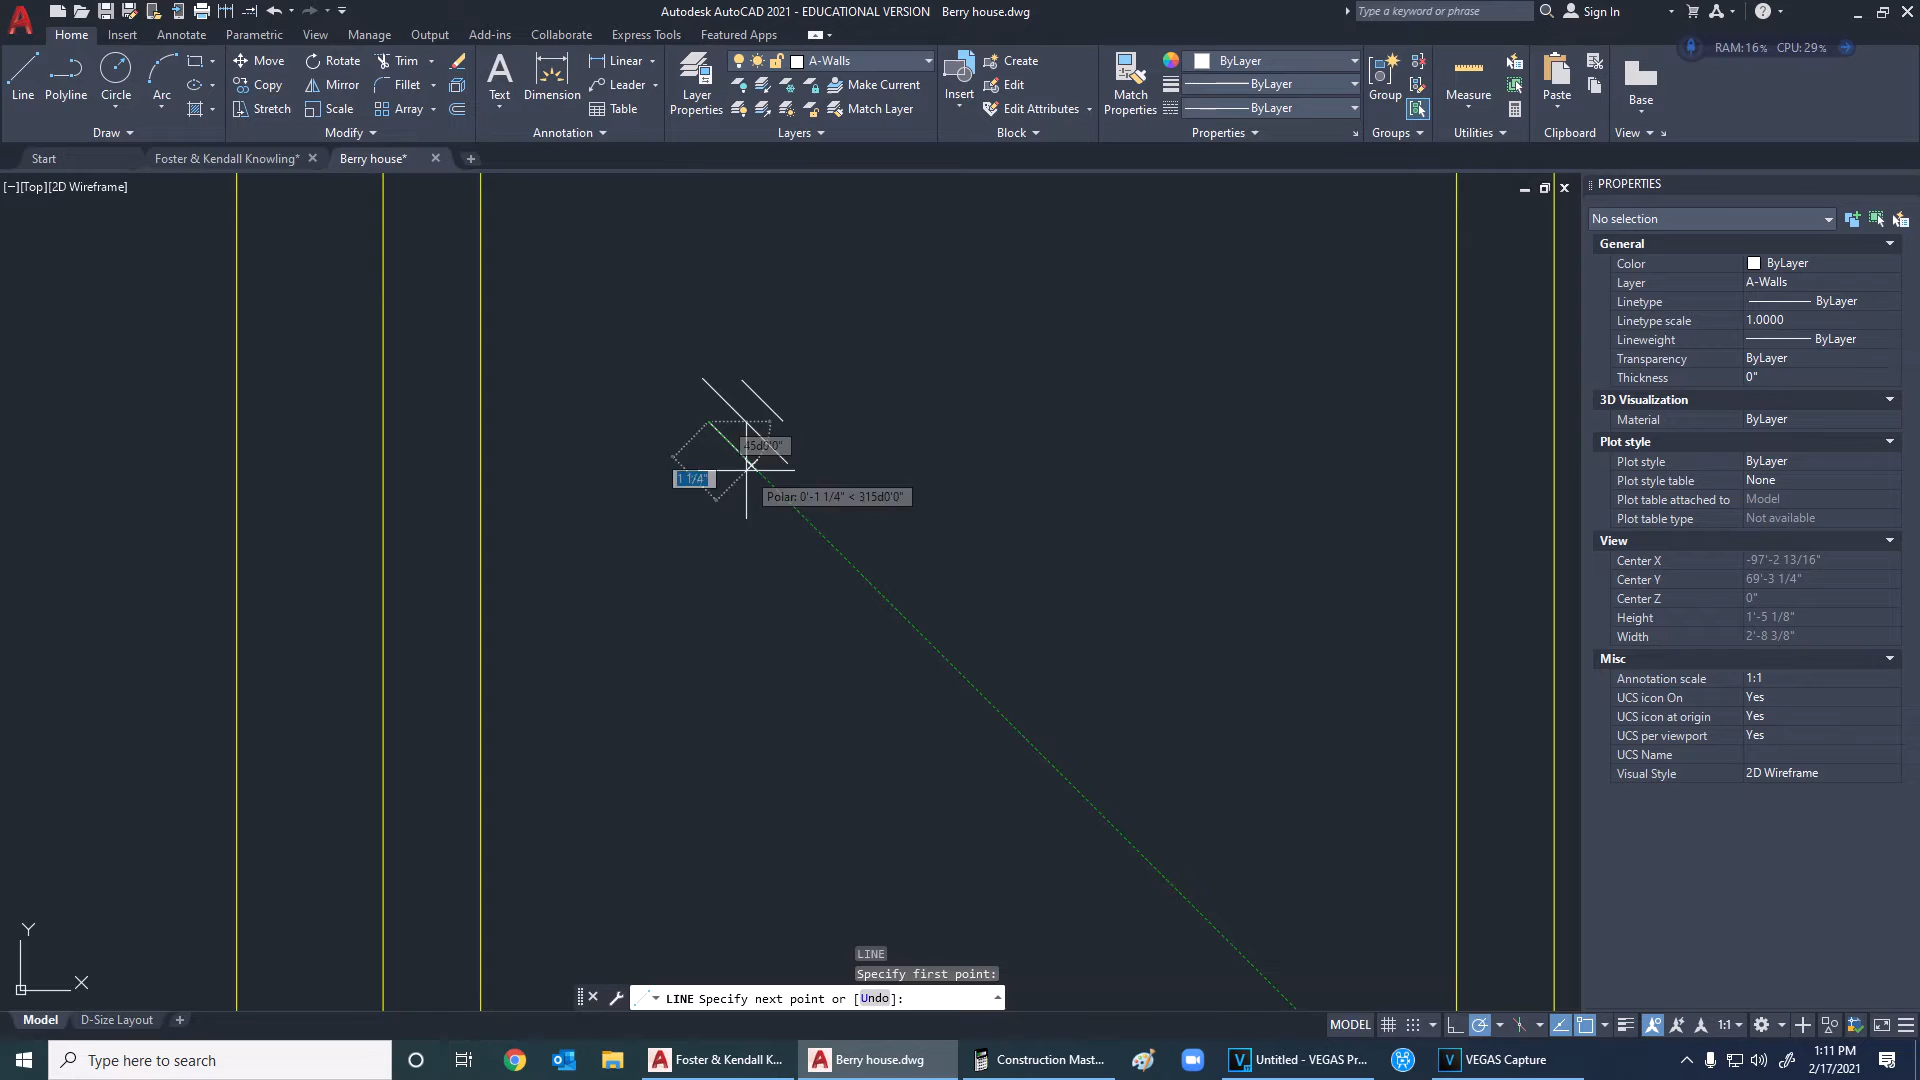 Autodesk AutoCAD 2021 - EDUCATIONAL VERSION    Berry house.dwg
Type a keyword or phrase
Sign In
Home Insert Annotate Parametric View Manage Output Add-ins Collaborate Express Tools Featured Apps
RAM:16% CPU:29%
Line
Polyline
Circle
Arc
Draw
Move
Rotate
Trim
Copy
Mirror
Fillet
Stretch
Scale
Array
Modify
Text
Dimension
Linear
Leader
Table
Annotation
Layer Properties
A-Walls
Make Current
Match Layer
Layers
Insert
Create
Edit
Edit Attributes
Block
Match Properties
ByLayer
ByLayer
ByLayer
Properties
Group
Groups
Measure
Utilities
Paste
Clipboard
Base
View
Start
Foster & Kendall Knowling*
Berry house*
[−][Top][2D Wireframe]
45d0'0"
1 1/4"
Polar: 0'-1 1/4" < 315d0'0"
Y
X
LINE
Specify first point:
LINE Specify next point or [Undo]:
PROPERTIES
No selection
General
Color ByLayer
Layer A-Walls
Linetype ByLayer
Linetype scale 1.0000
Lineweight ByLayer
Transparency ByLayer
Thickness 0"
3D Visualization
Material ByLayer
Plot style
Plot style ByLayer
Plot style table None
Plot table attached to Model
Plot table type Not available
View
Center X -97'-2 13/16"
Center Y 69'-3 1/4"
Center Z 0"
Height 1'-5 1/8"
Width 2'-8 3/8"
Misc
Annotation scale 1:1
UCS icon On Yes
UCS icon at origin Yes
UCS per viewport Yes
UCS Name
Visual Style 2D Wireframe
Model
D-Size Layout
MODEL
1:1
Type here to search
Foster & Kendall K...
Berry house.dwg
Construction Mast...
Untitled - VEGAS Pr...
VEGAS Capture
1:11 PM
2/17/2021